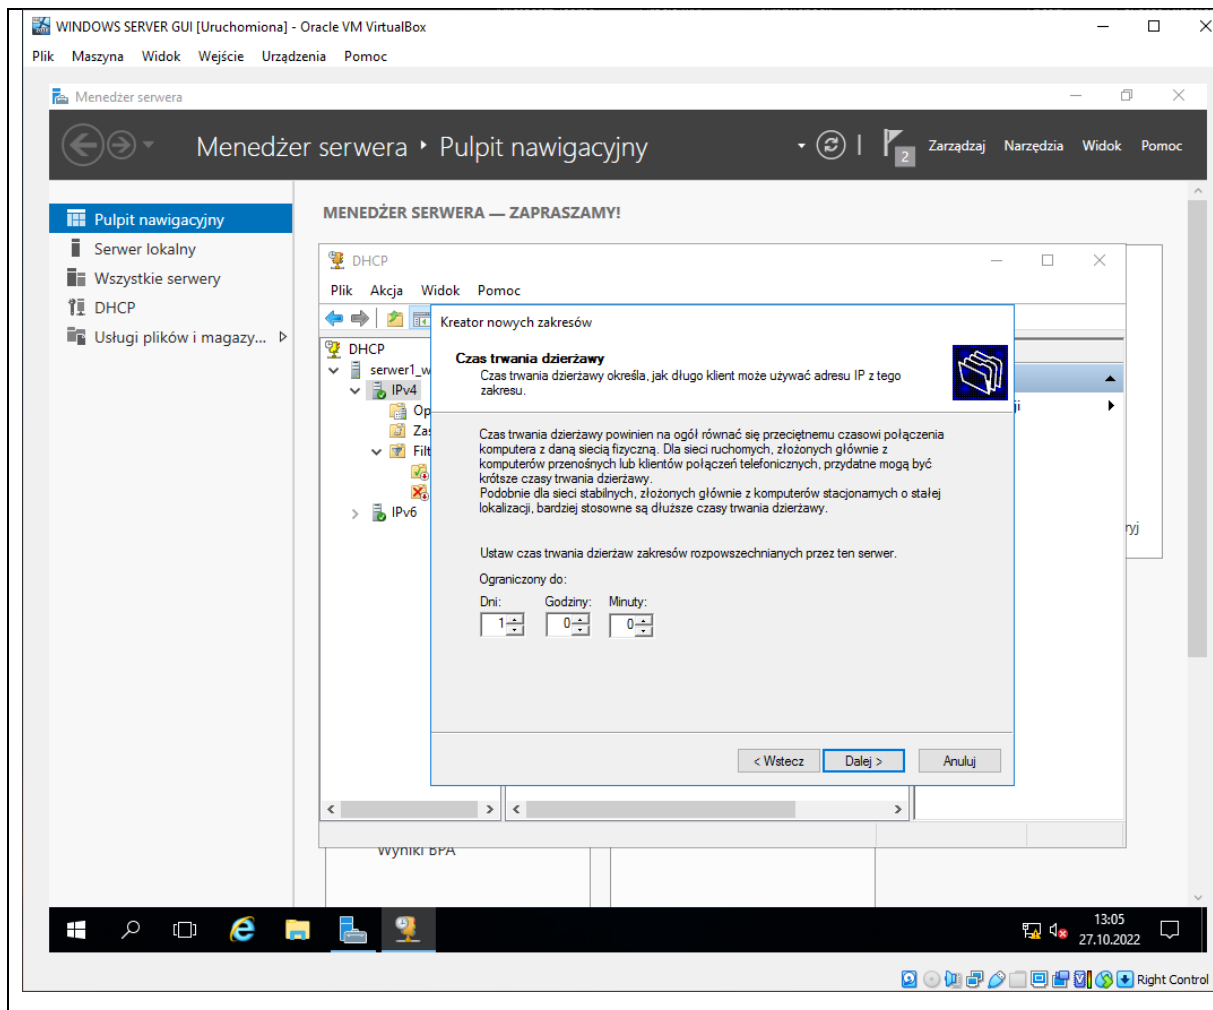 WINDOWS SERVER GUI [Uruchomiona] - Oracle VM VirtualBox
Plik Maszyna Widok Wejście Urządzenia Pomoc
Menedżer serwera
Menedżer serwera ‣ Pulpit nawigacyjny
2
Zarządzaj Narzędzia Widok Pomoc
Pulpit nawigacyjny
Serwer lokalny
Wszystkie serwery
DHCP
Usługi plików i magazy...
MENEDŻER SERWERA — ZAPRASZAMY!
DHCP
Plik Akcja Widok Pomoc
DHCP
serwer1_w
IPv4
Op
Zas
Filt
IPv6
Kreator nowych zakresów
Czas trwania dzierżawy
Czas trwania dzierżawy określa, jak długo klient może używać adresu IP z tego
zakresu.
Czas trwania dzierżawy powinien na ogół równać się przeciętnemu czasowi połączenia
komputera z daną siecią fizyczną. Dla sieci ruchomych, złożonych głównie z
komputerów przenośnych lub klientów połączeń telefonicznych, przydatne mogą być
krótsze czasy trwania dzierżawy.
Podobnie dla sieci stabilnych, złożonych głównie z komputerów stacjonarnych o stałej
lokalizacji, bardziej stosowne są dłuższe czasy trwania dzierżawy.
Ustaw czas trwania dzierżaw zakresów rozpowszechnianych przez ten serwer.
Ograniczony do:
Dni: Godziny: Minuty:
1 0 0
< Wstecz Dalej > Anuluj
ji
ryj
Wyniki BPA
13:05
27.10.2022
Right Control